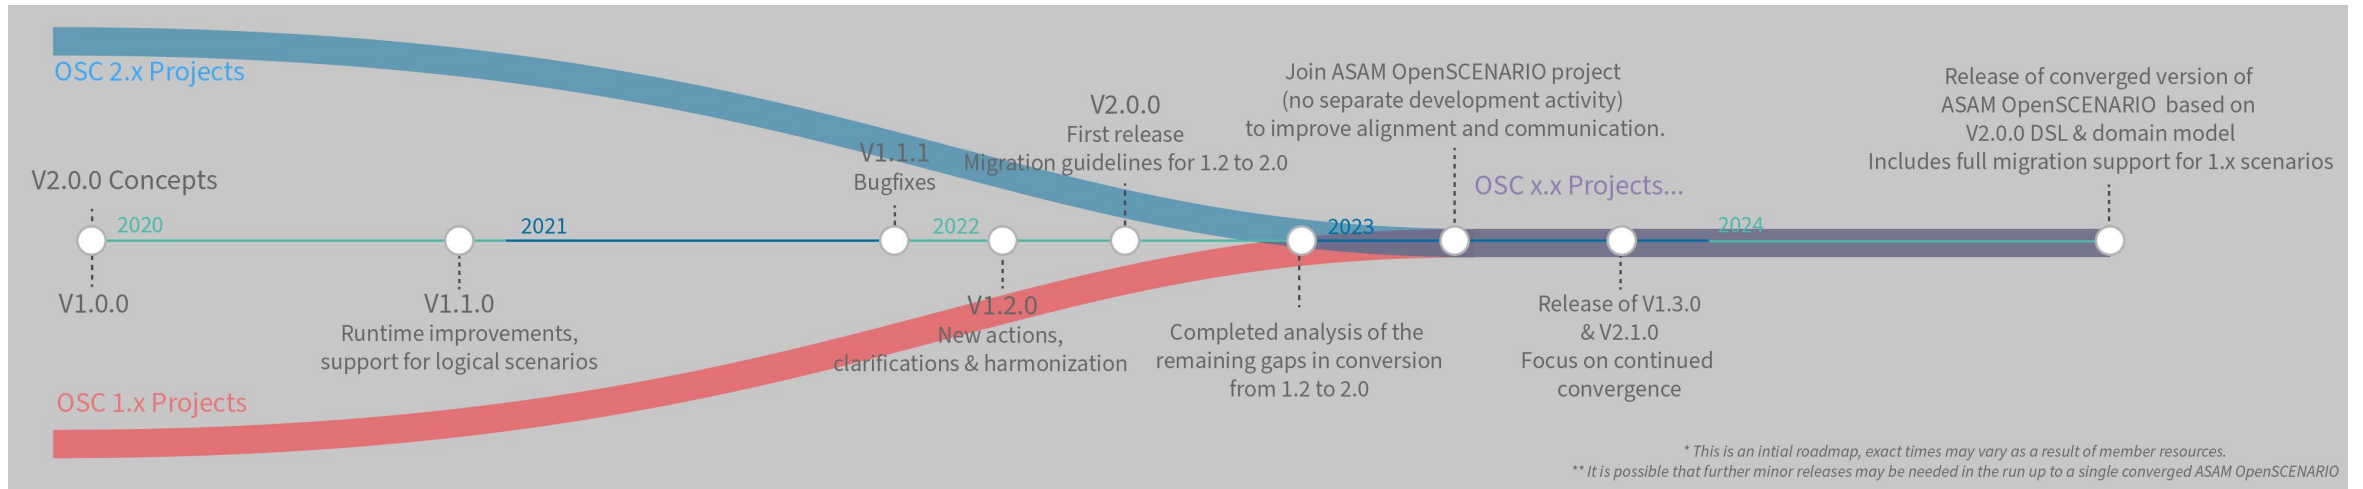 OSC 2.x Projects
V2.0.0 Concepts
V1.1.1
Bugfixes
V2.0.0
First release
Migration guidelines for 1.2 to 2.0
Join ASAM OpenSCENARIO project
(no separate development activity)
to improve alignment and communication.
OSC x.x Projects...
Release of converged version of
ASAM OpenSCENARIO based on
V2.0.0 DSL & domain model
Includes full migration support for 1.x scenarios
2020
2021
2022
2023
2024
V1.0.0
V1.1.0
Runtime improvements,
support for logical scenarios
V1.2.0
New actions,
clarifications & harmonization
Completed analysis of the
remaining gaps in conversion
from 1.2 to 2.0
Release of V1.3.0
& V2.1.0
Focus on continued
convergence
OSC 1.x Projects
* This is an intial roadmap, exact times may vary as a result of member resources.
** It is possible that further minor releases may be needed in the run up to a single converged ASAM OpenSCENARIO